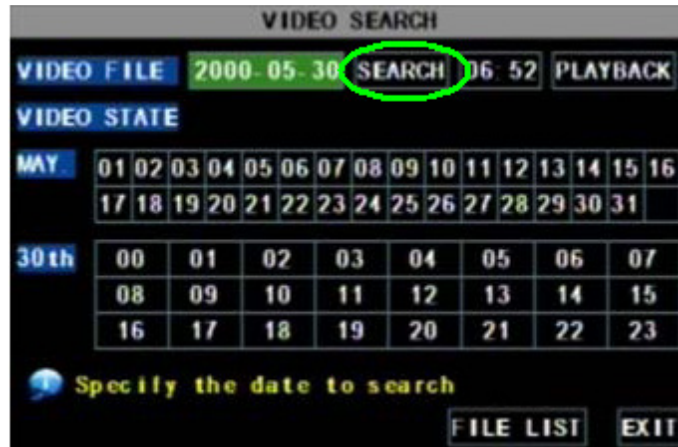 VIDEO SEARCH
VIDEO FILE 2000-05-30 SEARCH 06:52 PLAYBACK
VIDEO STATE
MAY. 01 02 03 04 05 06 07 08 09 10 11 12 13 14 15 16
17 18 19 20 21 22 23 24 25 26 27 28 29 30 31
30th 00 01 02 03 04 05 06 07
08 09 10 11 12 13 14 15
16 17 18 19 20 21 22 23
Specify the date to search
FILE LIST EXIT